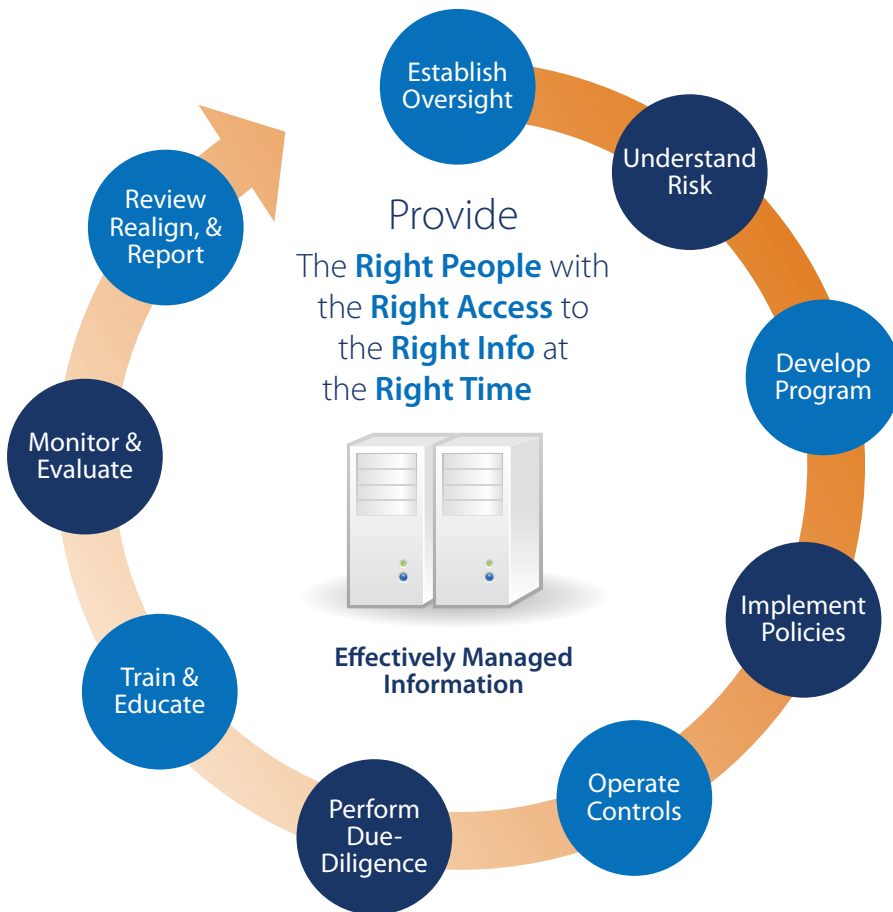 Establish
Oversight
Understand
Risk
Develop
Program
Implement
Policies
Operate
Controls
Perform
Due-
Diligence
Train &
Educate
Monitor &
Evaluate
Review
Realign, &
Report
Provide
The Right People with
the Right Access to
the Right Info at
the Right Time
Effectively Managed
Information